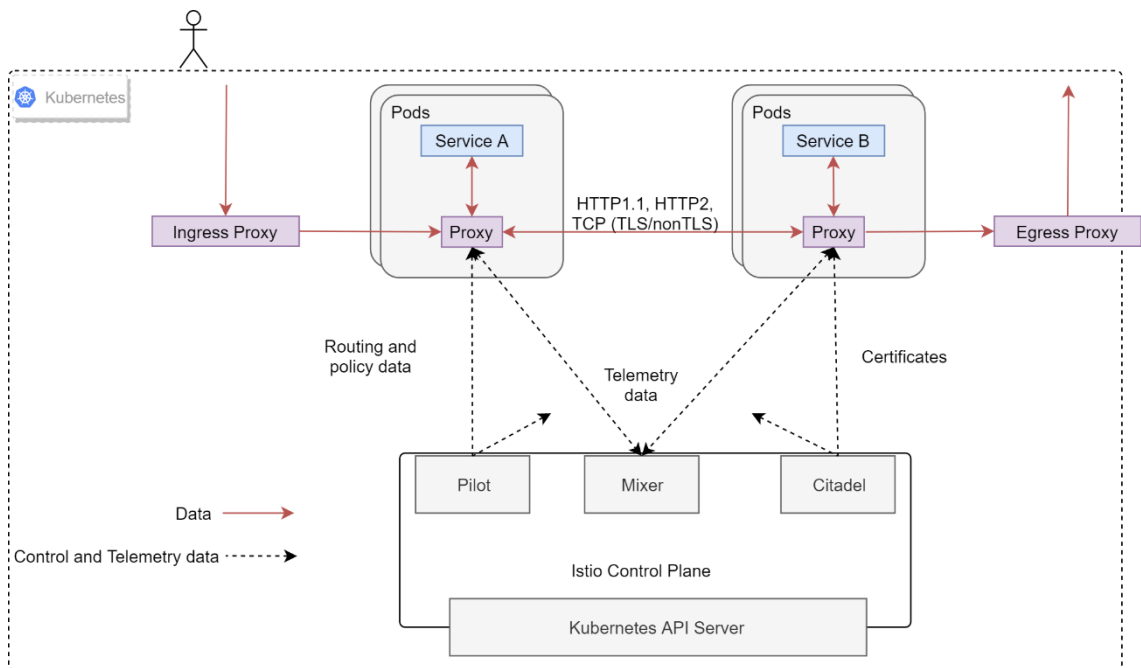 Kubernetes
Pods
Service A
Pods
Service B
HTTP1.1, HTTP2,
TCP (TLS/nonTLS)
Ingress Proxy
Proxy
Proxy
Egress Proxy
Routing and
policy data
Telemetry
data
Certificates
Pilot
Mixer
Citadel
Data
Control and Telemetry data
Istio Control Plane
Kubernetes API Server